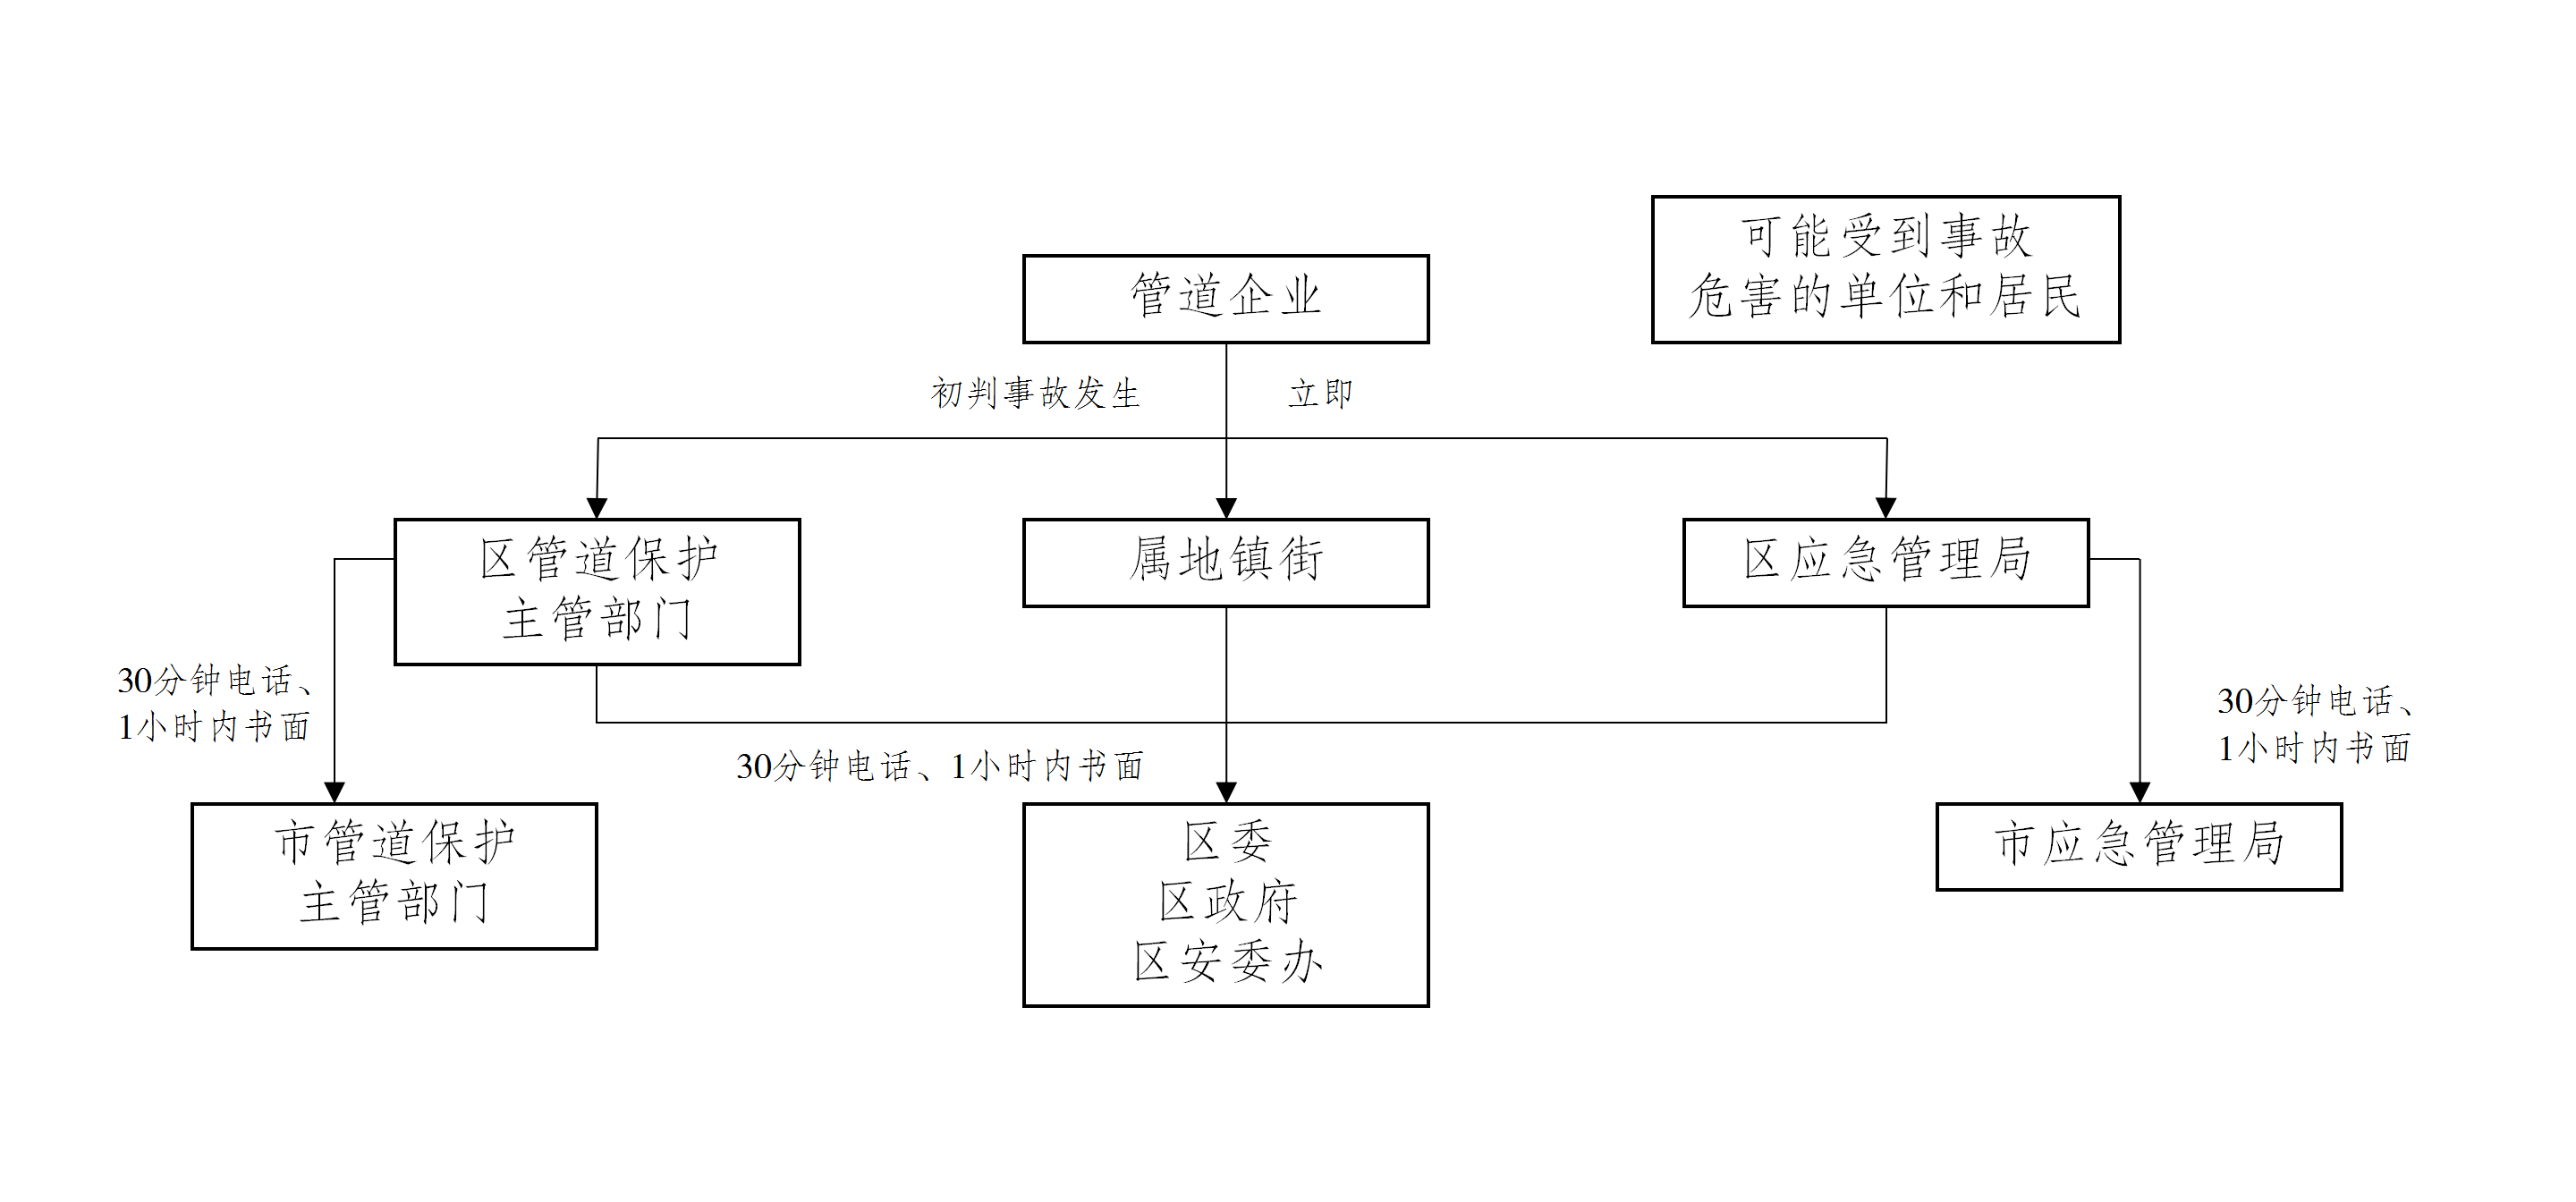 可能受到事故
危害的单位和居民
管道企业
初判事故发生
立即
区管道保护
主管部门
属地镇街
区应急管理局
30分钟电话、
1小时内书面
30分钟电话、1小时内书面
30分钟电话、
1小时内书面
市管道保护
主管部门
区委
区政府
区安委办
市应急管理局